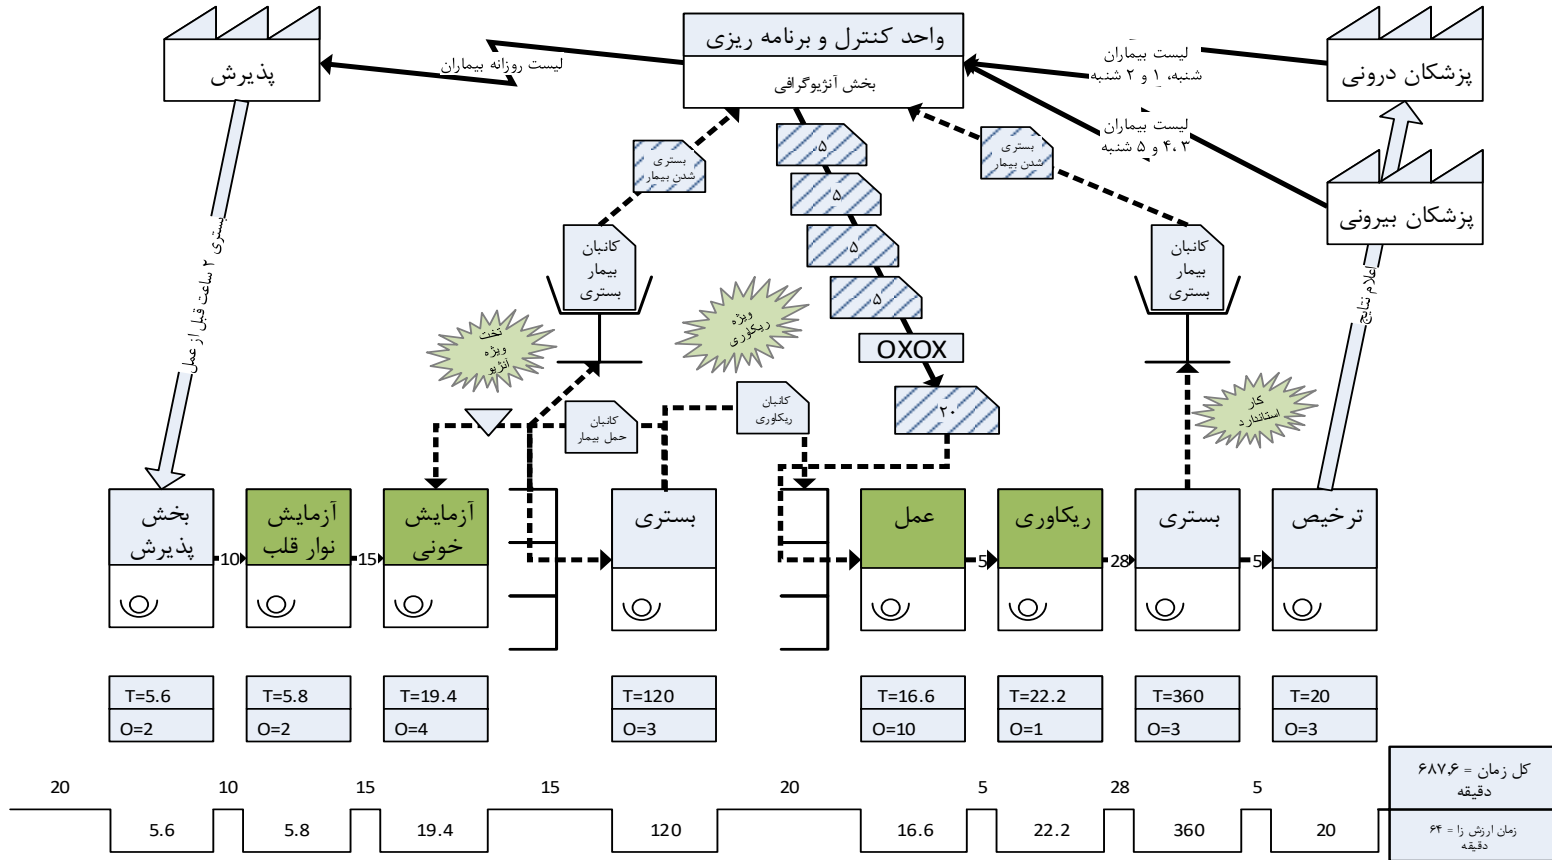 واحد کنترل و برنامه ریزی
بخش آنژیوگرافی
پذیرش
لیست روزانه بیماران
لیست بیماران
شنبه، ۱ و ۲ شنبه
پزشکان درونی
لیست بیماران
۳ ،۴ و ۵ شنبه
پزشکان بیرونی
بستری
شدن بیمار
بستری
شدن بیمار
۵
۵
۵
۵
OXOX
۲۰
کانبان
بیمار
بستری
کانبان
بیمار
بستری
بستری ۲ ساعت قبل از عمل
اعلام نتایج
تخت
ویژه
آنژیو
ویژه
ریکاوری
کار
استاندارد
کانبان
حمل بیمار
کانبان
ریکاوری
بخش
پذیرش
10
آزمایش
نوار قلب
15
آزمایش
خونی
بستری
عمل
5
ریکاوری
28
بستری
5
ترخیص
T=5.6
O=2
T=5.8
O=2
T=19.4
O=4
T=120
O=3
T=16.6
O=10
T=22.2
O=1
T=360
O=3
T=20
O=3
20 10 15 15 20 5 28 5
5.6 5.8 19.4 120 16.6 22.2 360 20
کل زمان = ۶۸۷٫۶
دقیقه
زمان ارزش زا = ۶۴
دقیقه